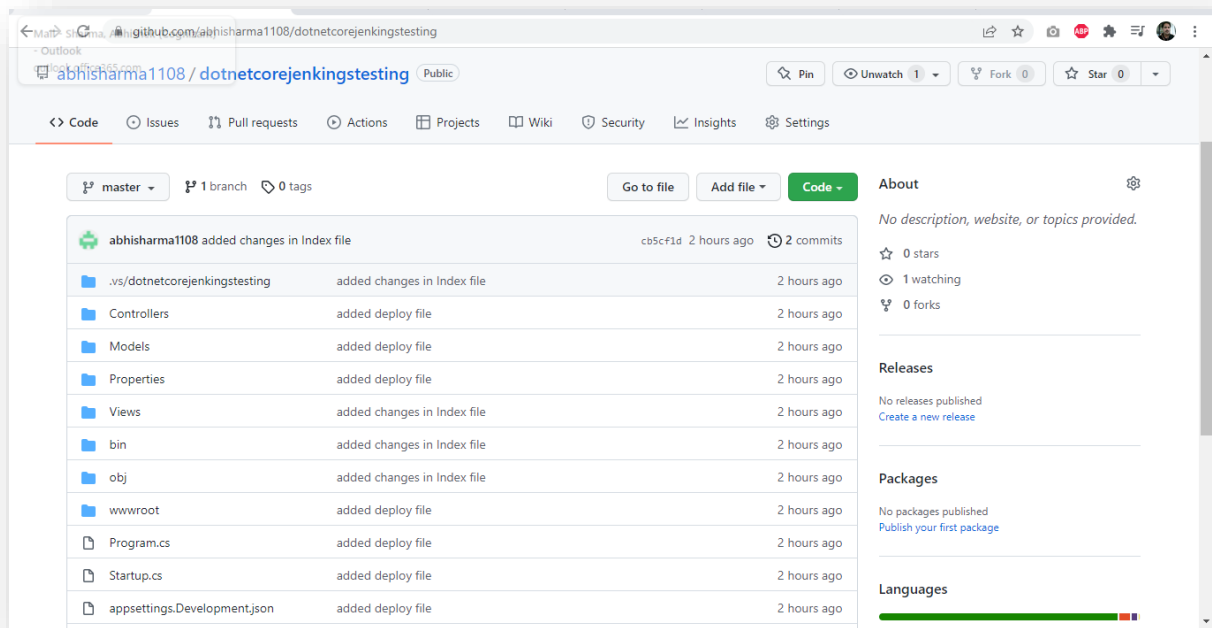 github.com/abhisharma1108/dotnetcorejenkingstesting
ABP
- Outlook
outlook.office365.com
abhisharma1108 / dotnetcorejenkingstesting Public
Pin
Unwatch 1
Fork 0
Star 0
Code
Issues
Pull requests
Actions
Projects
Wiki
Security
Insights
Settings
master
1 branch
0 tags
Go to file
Add file
Code
abhisharma1108 added changes in Index file cb5cf1d 2 hours ago 2 commits
.vs/dotnetcorejenkingstesting added changes in Index file 2 hours ago
Controllers added deploy file 2 hours ago
Models added deploy file 2 hours ago
Properties added deploy file 2 hours ago
Views added changes in Index file 2 hours ago
bin added changes in Index file 2 hours ago
obj added changes in Index file 2 hours ago
wwwroot added deploy file 2 hours ago
Program.cs added deploy file 2 hours ago
Startup.cs added deploy file 2 hours ago
appsettings.Development.json added deploy file 2 hours ago
About
No description, website, or topics provided.
0 stars
1 watching
0 forks
Releases
No releases published
Create a new release
Packages
No packages published
Publish your first package
Languages